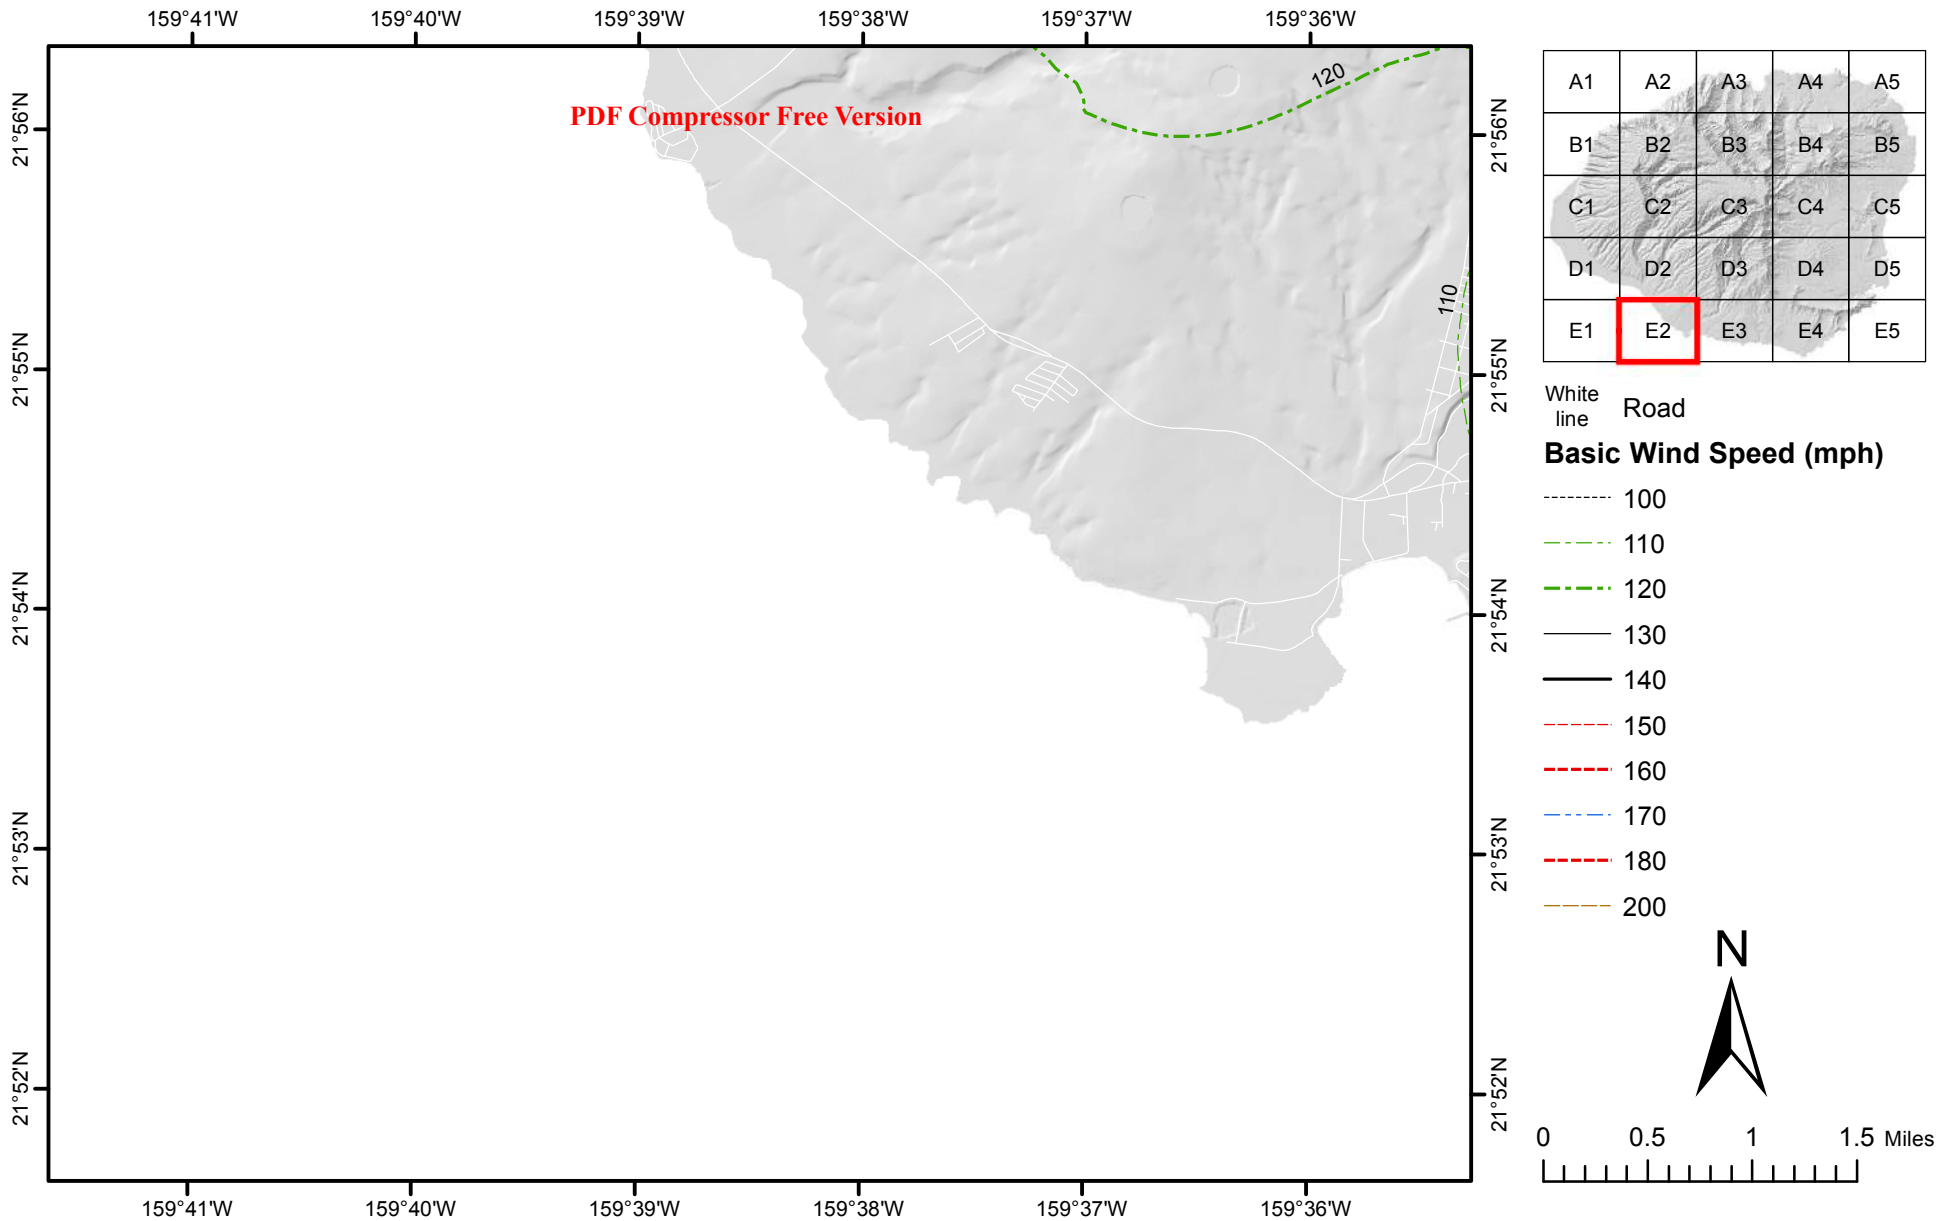 159°41'W 159°40'W 159°39'W 159°38'W 159°37'W 159°36'W
21°56'N
21°55'N
21°54'N
21°53'N
21°52'N
PDF Compressor Free Version
120
110
21°56'N
21°55'N
21°54'N
21°53'N
21°52'N
159°41'W 159°40'W 159°39'W 159°38'W 159°37'W 159°36'W
A1 A2 A3 A4 A5
B1 B2 B3 B4 B5
C1 C2 C3 C4 C5
D1 D2 D3 D4 D5
E1 E2 E3 E4 E5
White
line
Road
Basic Wind Speed (mph)
100
110
120
130
140
150
160
170
180
200
N
0 0.5 1 1.5 Miles